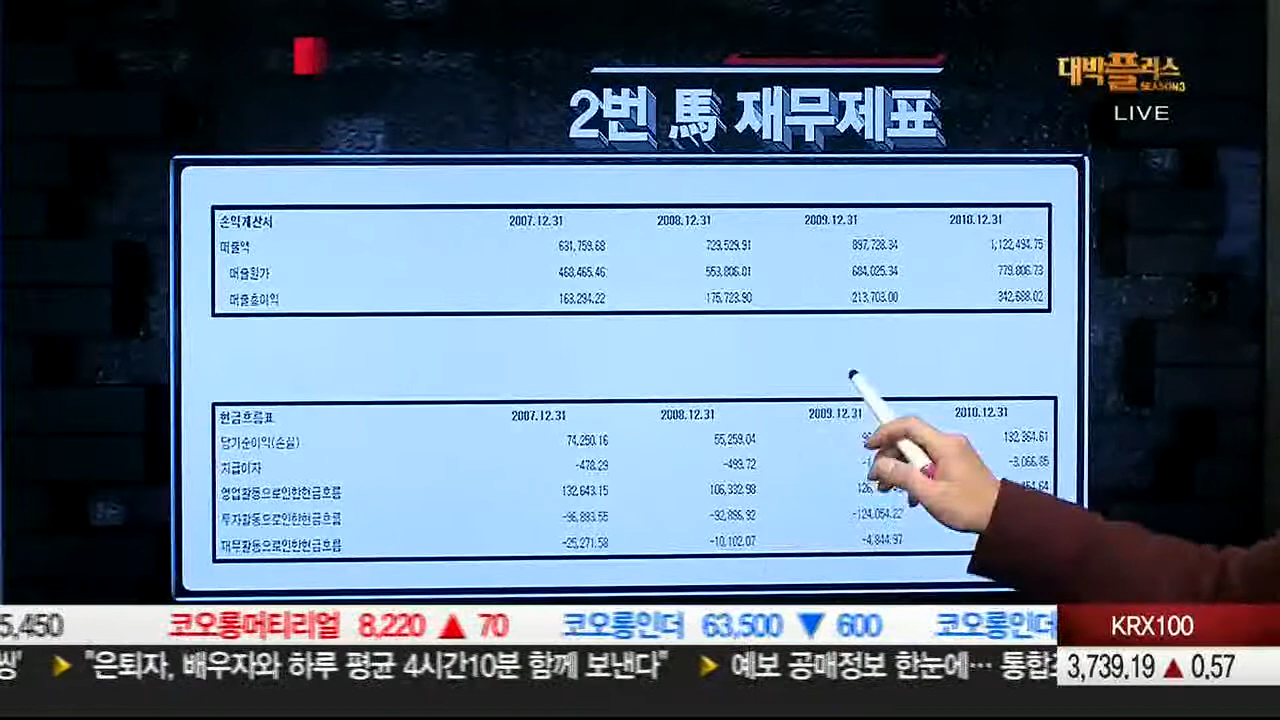 대박플러스
SEASON3
LIVE
2번 馬 재무제표
손익계산서 2007.12.31 2008.12.31 2009.12.31 2010.12.31
매출액 631,759.68 729,529.91 897,728.34 1,122,494.75
매출원가 468,465.46 553,806.01 684,025.34 779,806.73
매출총이익 163,294.22 175,723.90 213,703.00 342,688.02
현금흐름표 2007.12.31 2008.12.31 2009.12.31 2010.12.31
당기순이익(손실) 74,250.16 55,259.04 132,364.61
지급이자 -478.29 -493.72 -3,066.85
영업활동으로인한현금흐름 132,643.15 106,332.98
투자활동으로인한현금흐름 -92,886.92 -124,054.22
재무활동으로인한현금흐름 -25,271.58 -10,102.07 -4,844.97
5,450 코오롱머티리얼 8,220 ▲ 70 코오롱인더 63,500 ▼ 600 코오롱인더 KRX100
씽' "은퇴자, 배우자와 하루 평균 4시간10분 함께 보낸다" 예보 공매정보 한눈에… 통합 3,739.19 ▲ 0.57